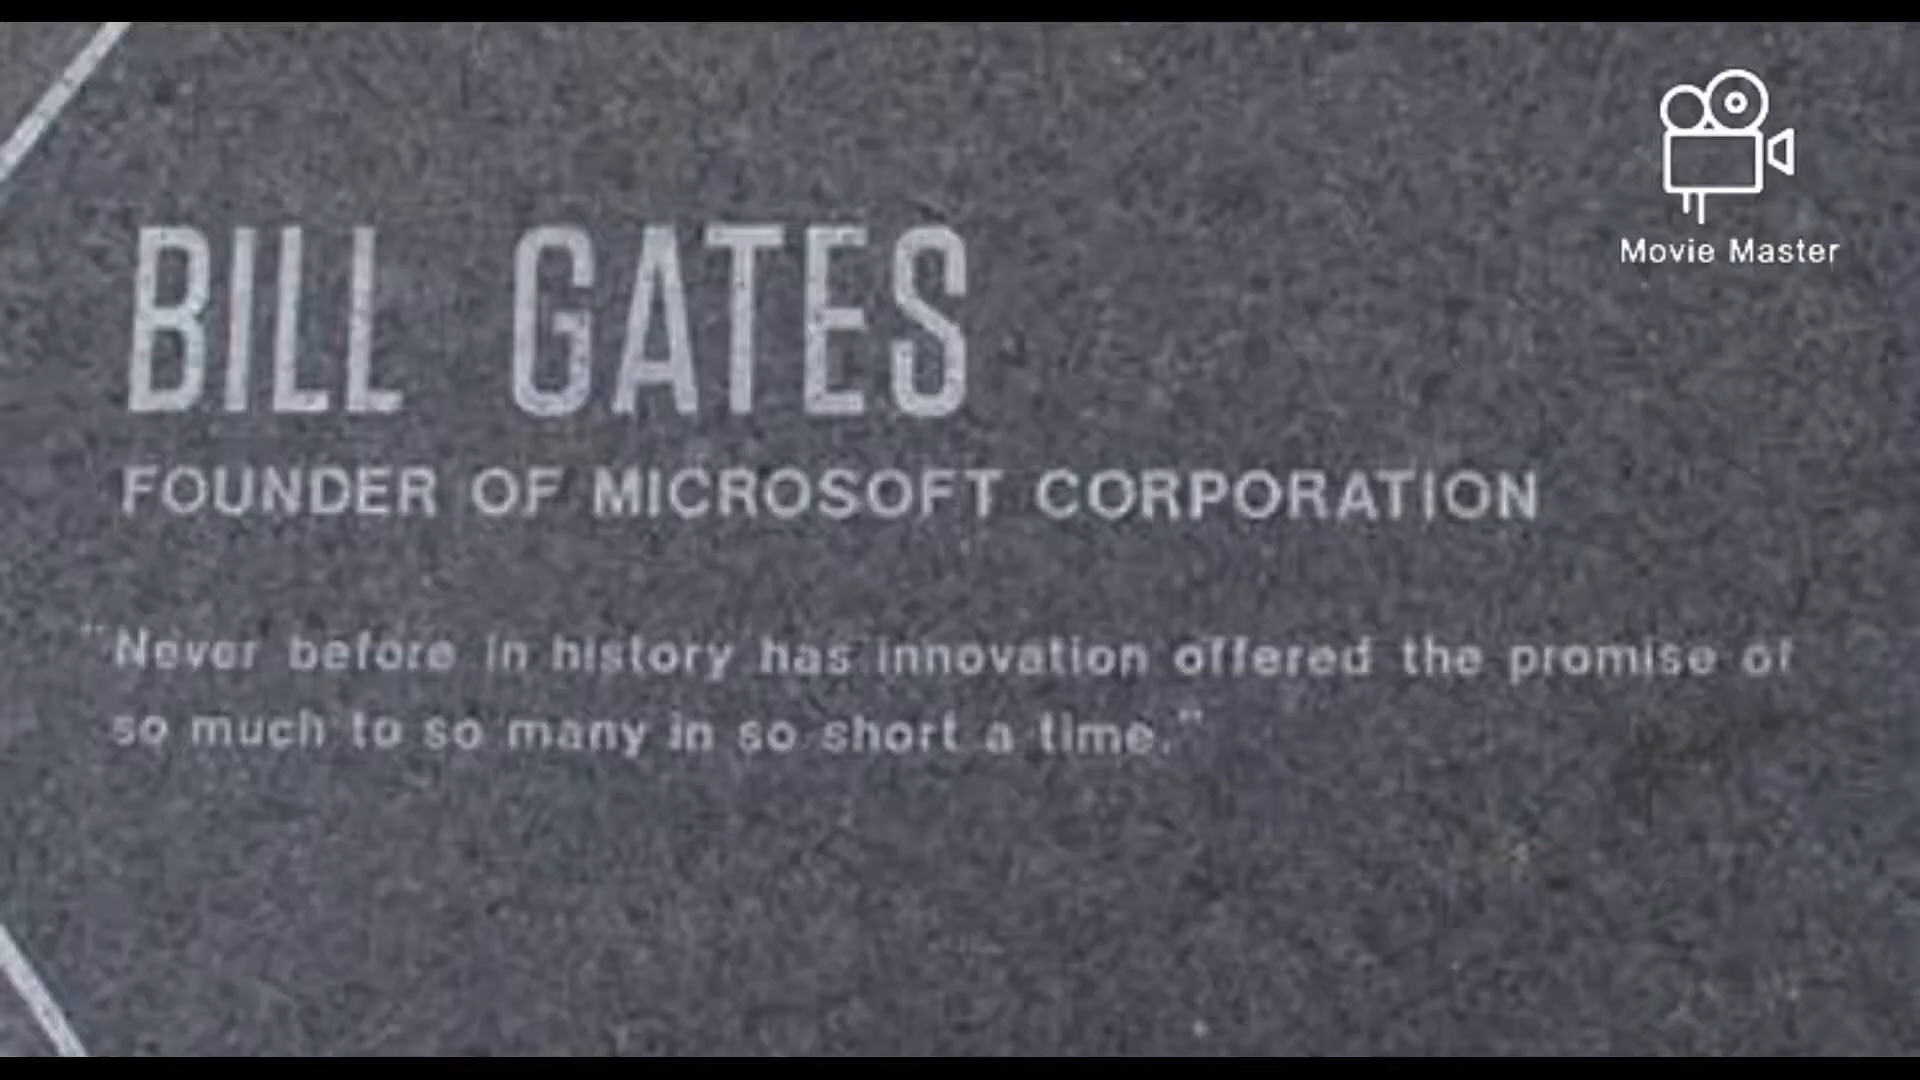 Movie Master
BILL GATES
FOUNDER OF MICROSOFT CORPORATION
"Never before in history has innovation offered the promise of
so much to so many in so short a time."